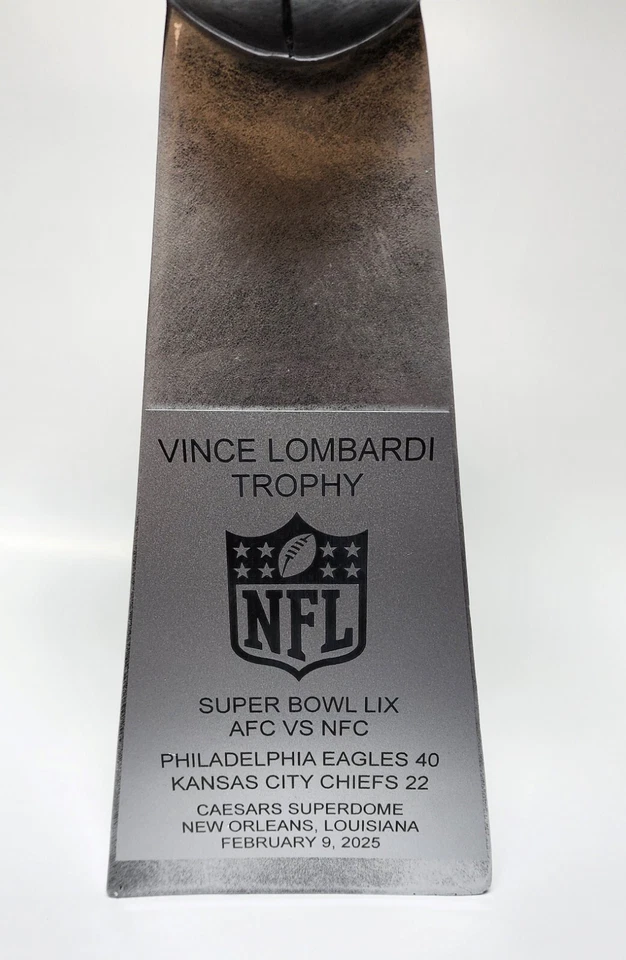 VINCE LOMBARDI
TROPHY
NFL
SUPER BOWL LIX
AFC VS NFC
PHILADELPHIA EAGLES 40
KANSAS CITY CHIEFS 22
CAESARS SUPERDOME
NEW ORLEANS, LOUISIANA
FEBRUARY 9, 2025